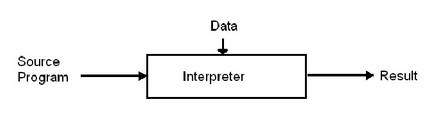 Data
Source
Program
Interpreter
Result